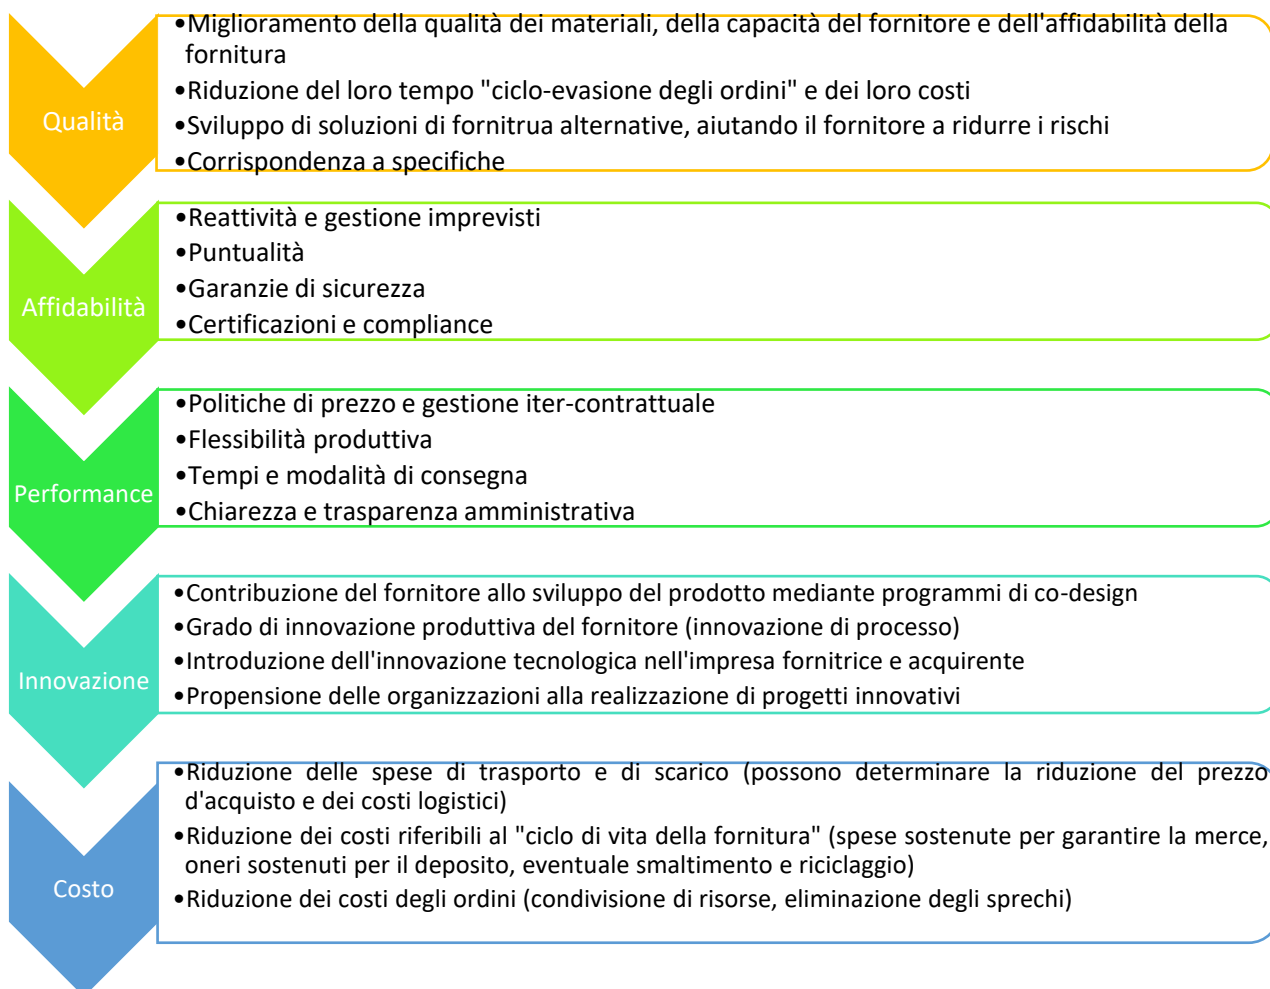 Qualità
•Miglioramento della qualità dei materiali, della capacità del fornitore e dell'affidabilità della
fornitura
•Riduzione del loro tempo "ciclo-evasione degli ordini" e dei loro costi
•Sviluppo di soluzioni di fornitrua alternative, aiutando il fornitore a ridurre i rischi
•Corrispondenza a specifiche
Affidabilità
•Reattività e gestione imprevisti
•Puntualità
•Garanzie di sicurezza
•Certificazioni e compliance
Performance
•Politiche di prezzo e gestione iter-contrattuale
•Flessibilità produttiva
•Tempi e modalità di consegna
•Chiarezza e trasparenza amministrativa
Innovazione
•Contribuzione del fornitore allo sviluppo del prodotto mediante programmi di co-design
•Grado di innovazione produttiva del fornitore (innovazione di processo)
•Introduzione dell'innovazione tecnologica nell'impresa fornitrice e acquirente
•Propensione delle organizzazioni alla realizzazione di progetti innovativi
Costo
•Riduzione delle spese di trasporto e di scarico (possono determinare la riduzione del prezzo
d'acquisto e dei costi logistici)
•Riduzione dei costi riferibili al "ciclo di vita della fornitura" (spese sostenute per garantire la merce,
oneri sostenuti per il deposito, eventuale smaltimento e riciclaggio)
•Riduzione dei costi degli ordini (condivisione di risorse, eliminazione degli sprechi)